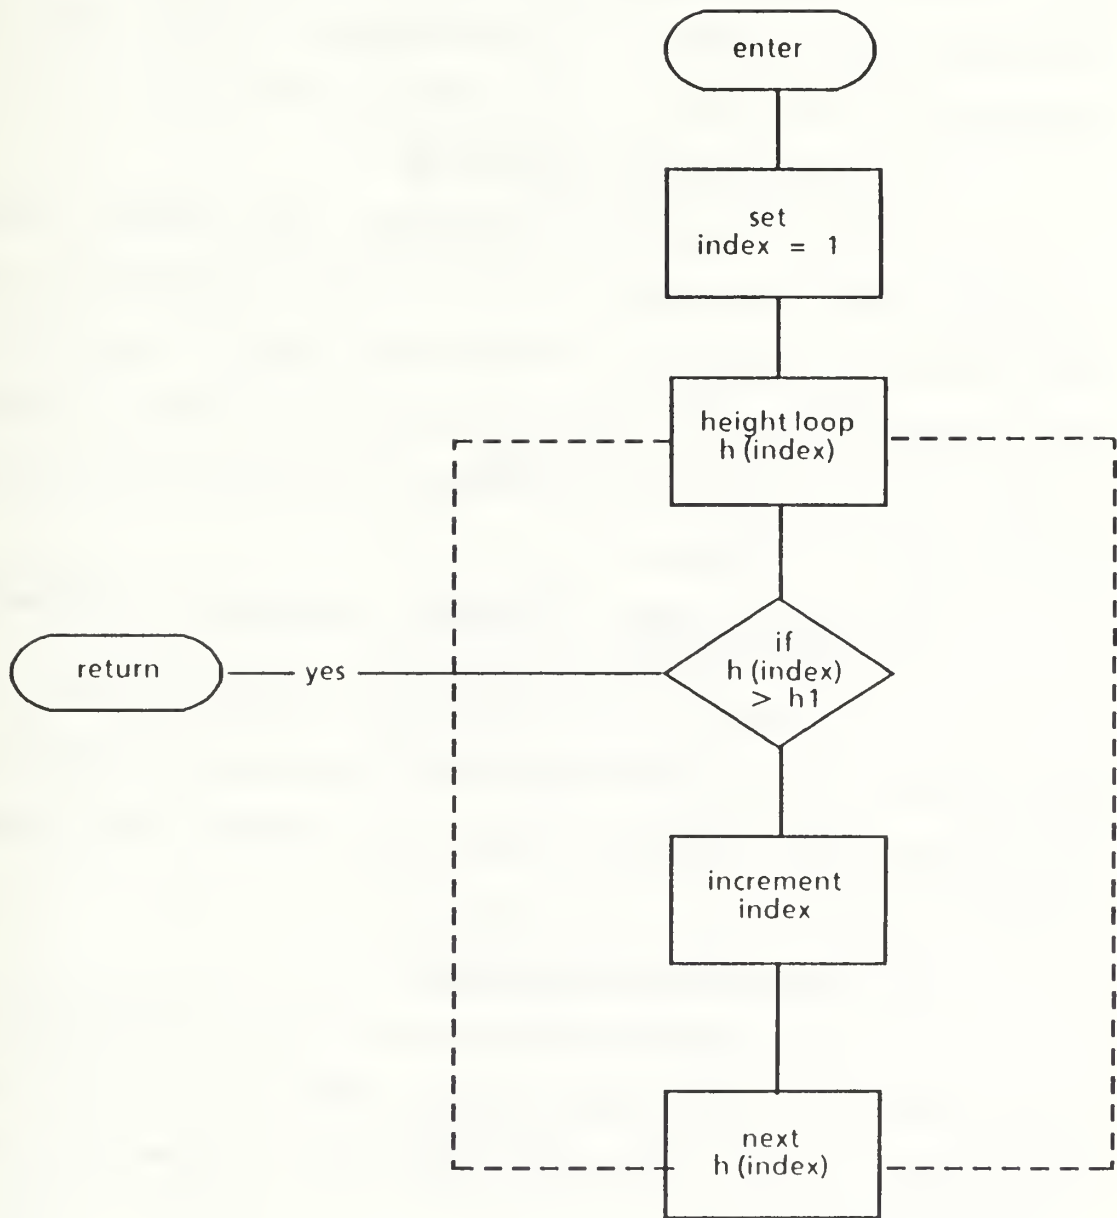 enter
set
index = 1
height loop
h (index)
if
h (index)
> h1
return
yes
increment
index
next
h (index)